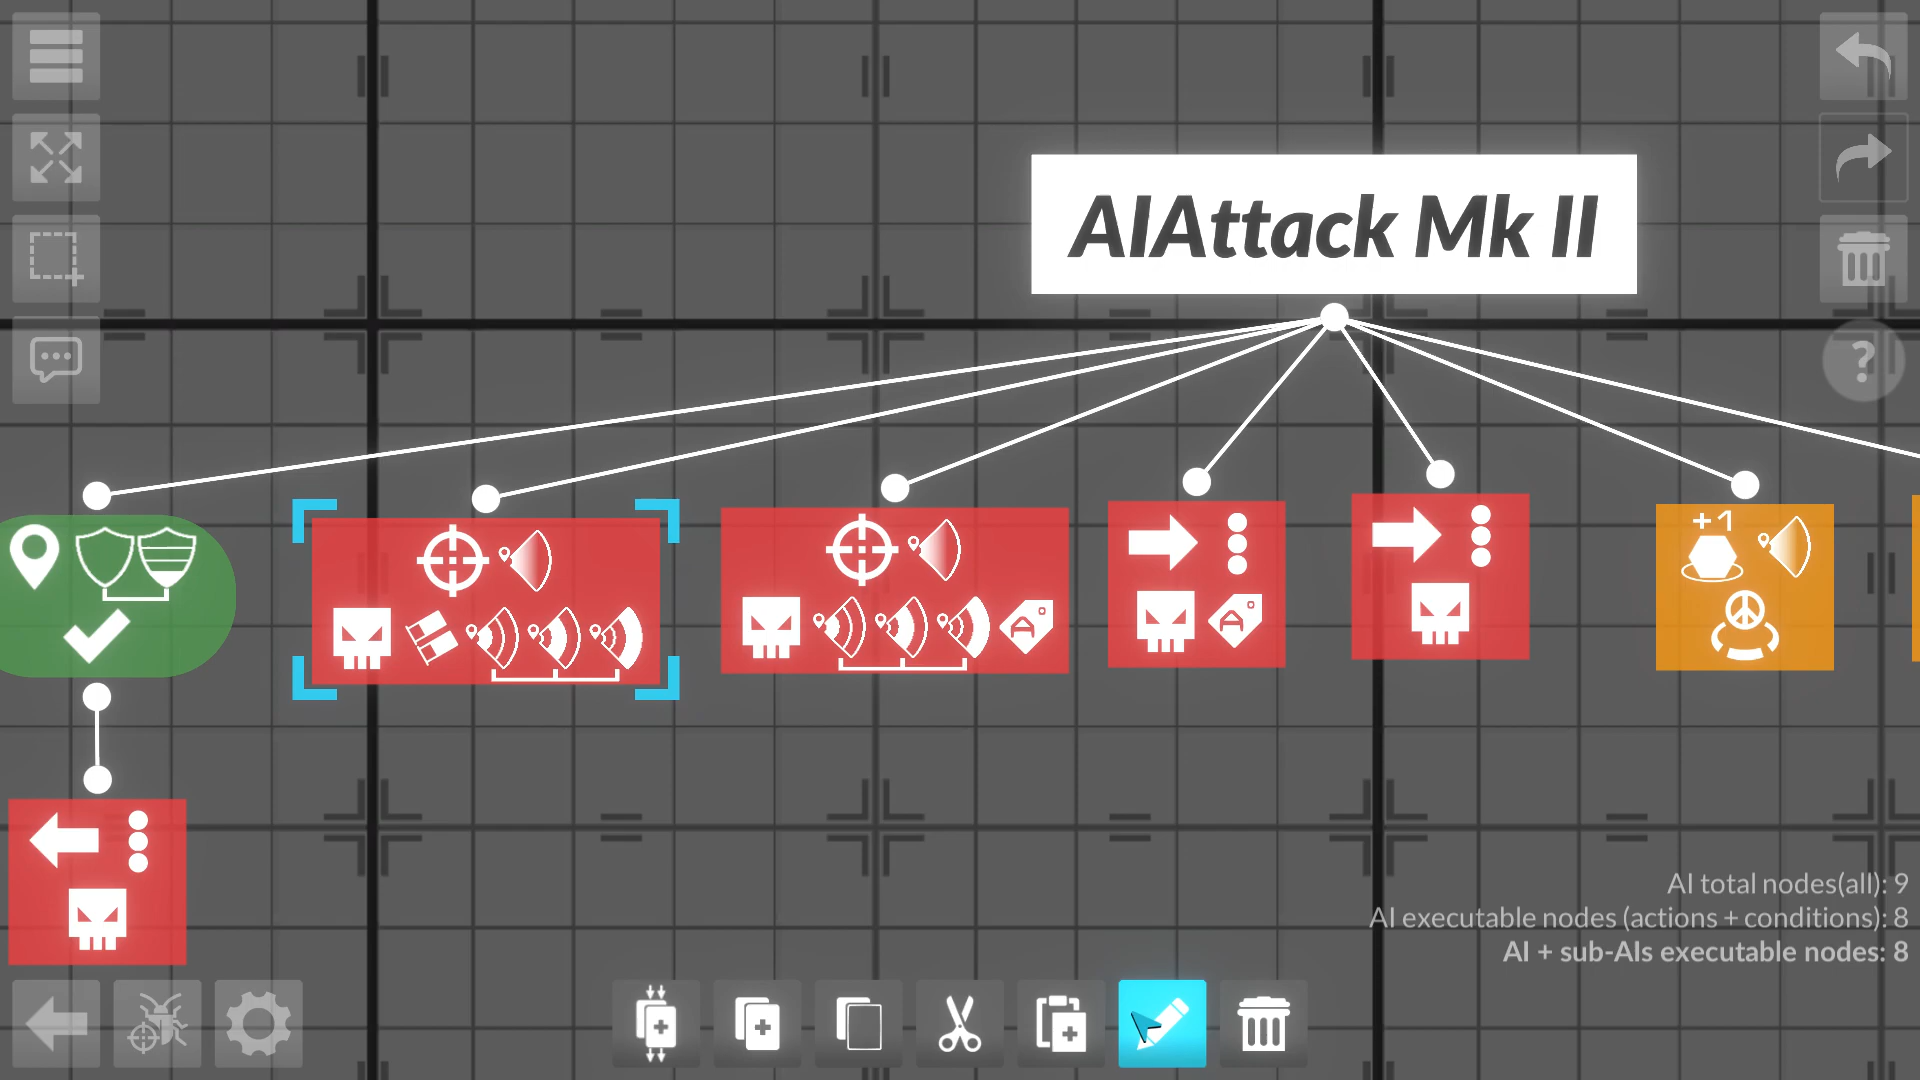 AIAttack Mk II
+1
?
AI total nodes(all): 9
AI executable nodes (actions + conditions): 8
AI + sub-AIs executable nodes: 8